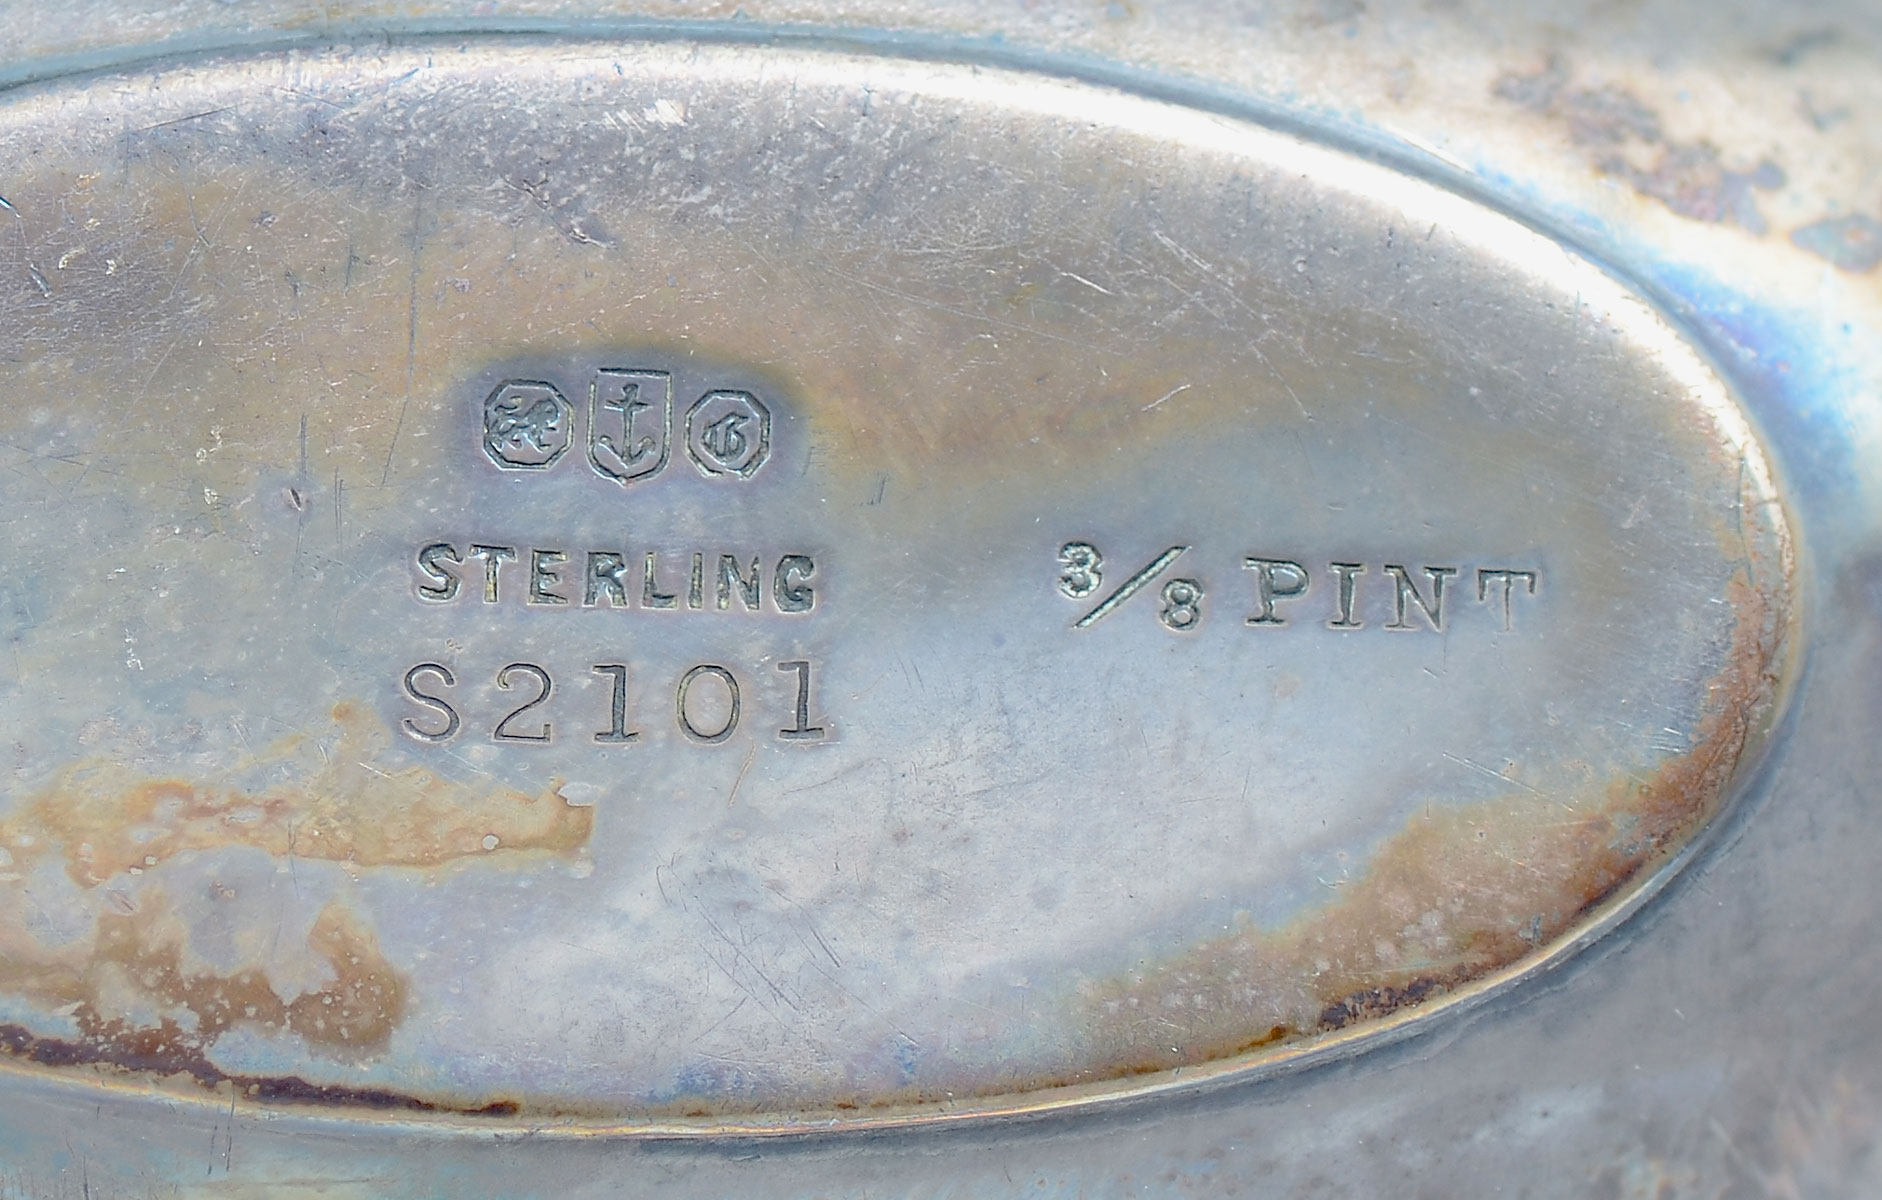 G
STERLING
3/8 PINT
S2101